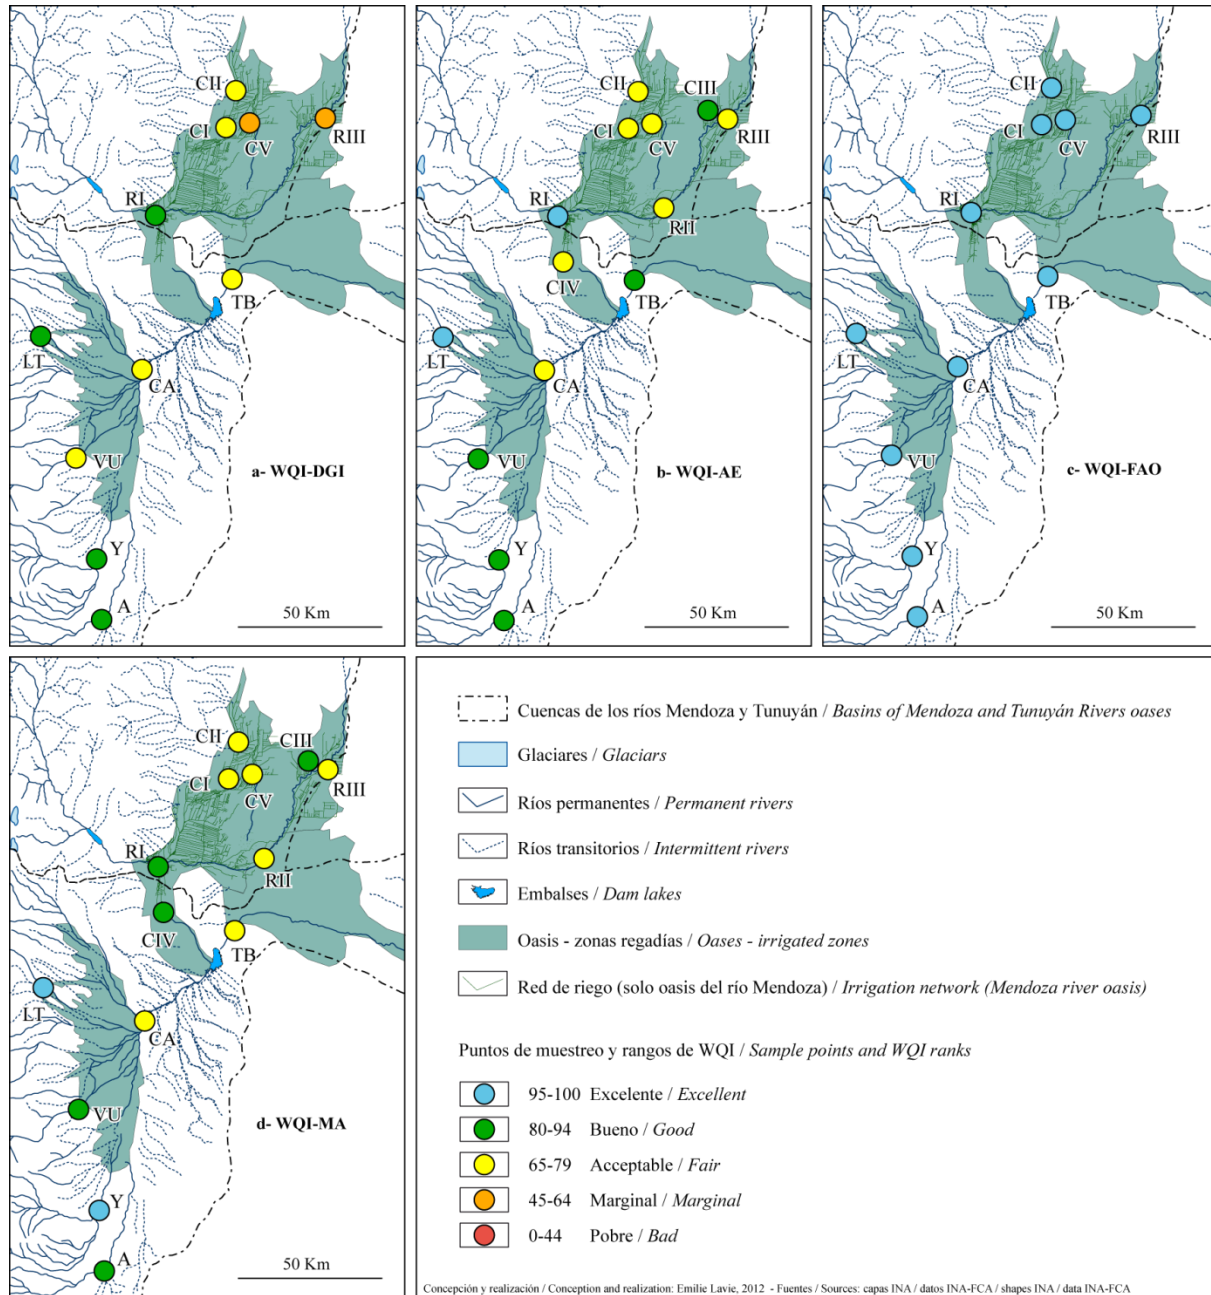 CII
CI
CV
RIII
RI
TB
LT
CA
VU
a- WQI-DGI
Y
A
50 Km
CII
CIII
CI
CV
RIII
RI
RII
CIV
TB
LT
CA
VU
b- WQI-AE
Y
A
50 Km
CII
CI
CV
RIII
RI
TB
LT
CA
VU
c- WQI-FAO
Y
A
50 Km
CII
CIII
CI
CV
RIII
RI
RII
CIV
TB
LT
CA
VU
d- WQI-MA
Y
A
50 Km
Cuencas de los ríos Mendoza y Tunuyán / Basins of Mendoza and Tunuyán Rivers oases
Glaciares / Glaciars
Ríos permanentes / Permanent rivers
Ríos transitorios / Intermittent rivers
Embalses / Dam lakes
Oasis - zonas regadías / Oases - irrigated zones
Red de riego (solo oasis del río Mendoza) / Irrigation network (Mendoza river oasis)
Puntos de muestreo y rangos de WQI / Sample points and WQI ranks
95-100 Excelente / Excellent
80-94 Bueno / Good
65-79 Acceptable / Fair
45-64 Marginal / Marginal
0-44 Pobre / Bad
Concepción y realización / Conception and realization: Emilie Lavie, 2012 - Fuentes / Sources: capas INA / datos INA-FCA / shapes INA / data INA-FCA